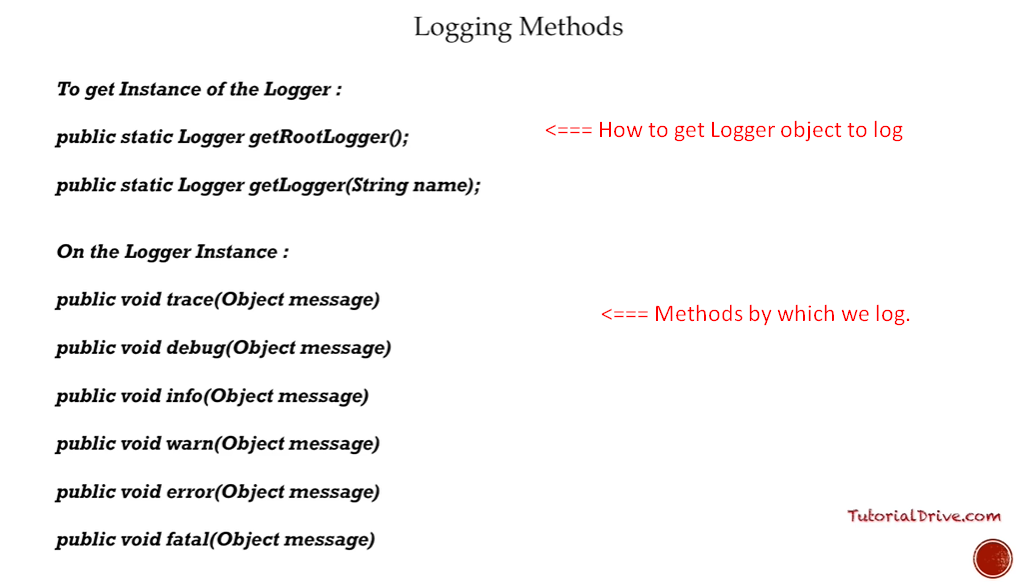 Logging Methods
To get Instance of the Logger :
public static Logger getRootLogger();
<=== How to get Logger object to log
public static Logger getLogger(String name);
On the Logger Instance :
public void trace(Object message)
<=== Methods by which we log.
public void debug(Object message)
public void info(Object message)
public void warn(Object message)
public void error(Object message)
public void fatal(Object message)
TutorialDrive.com